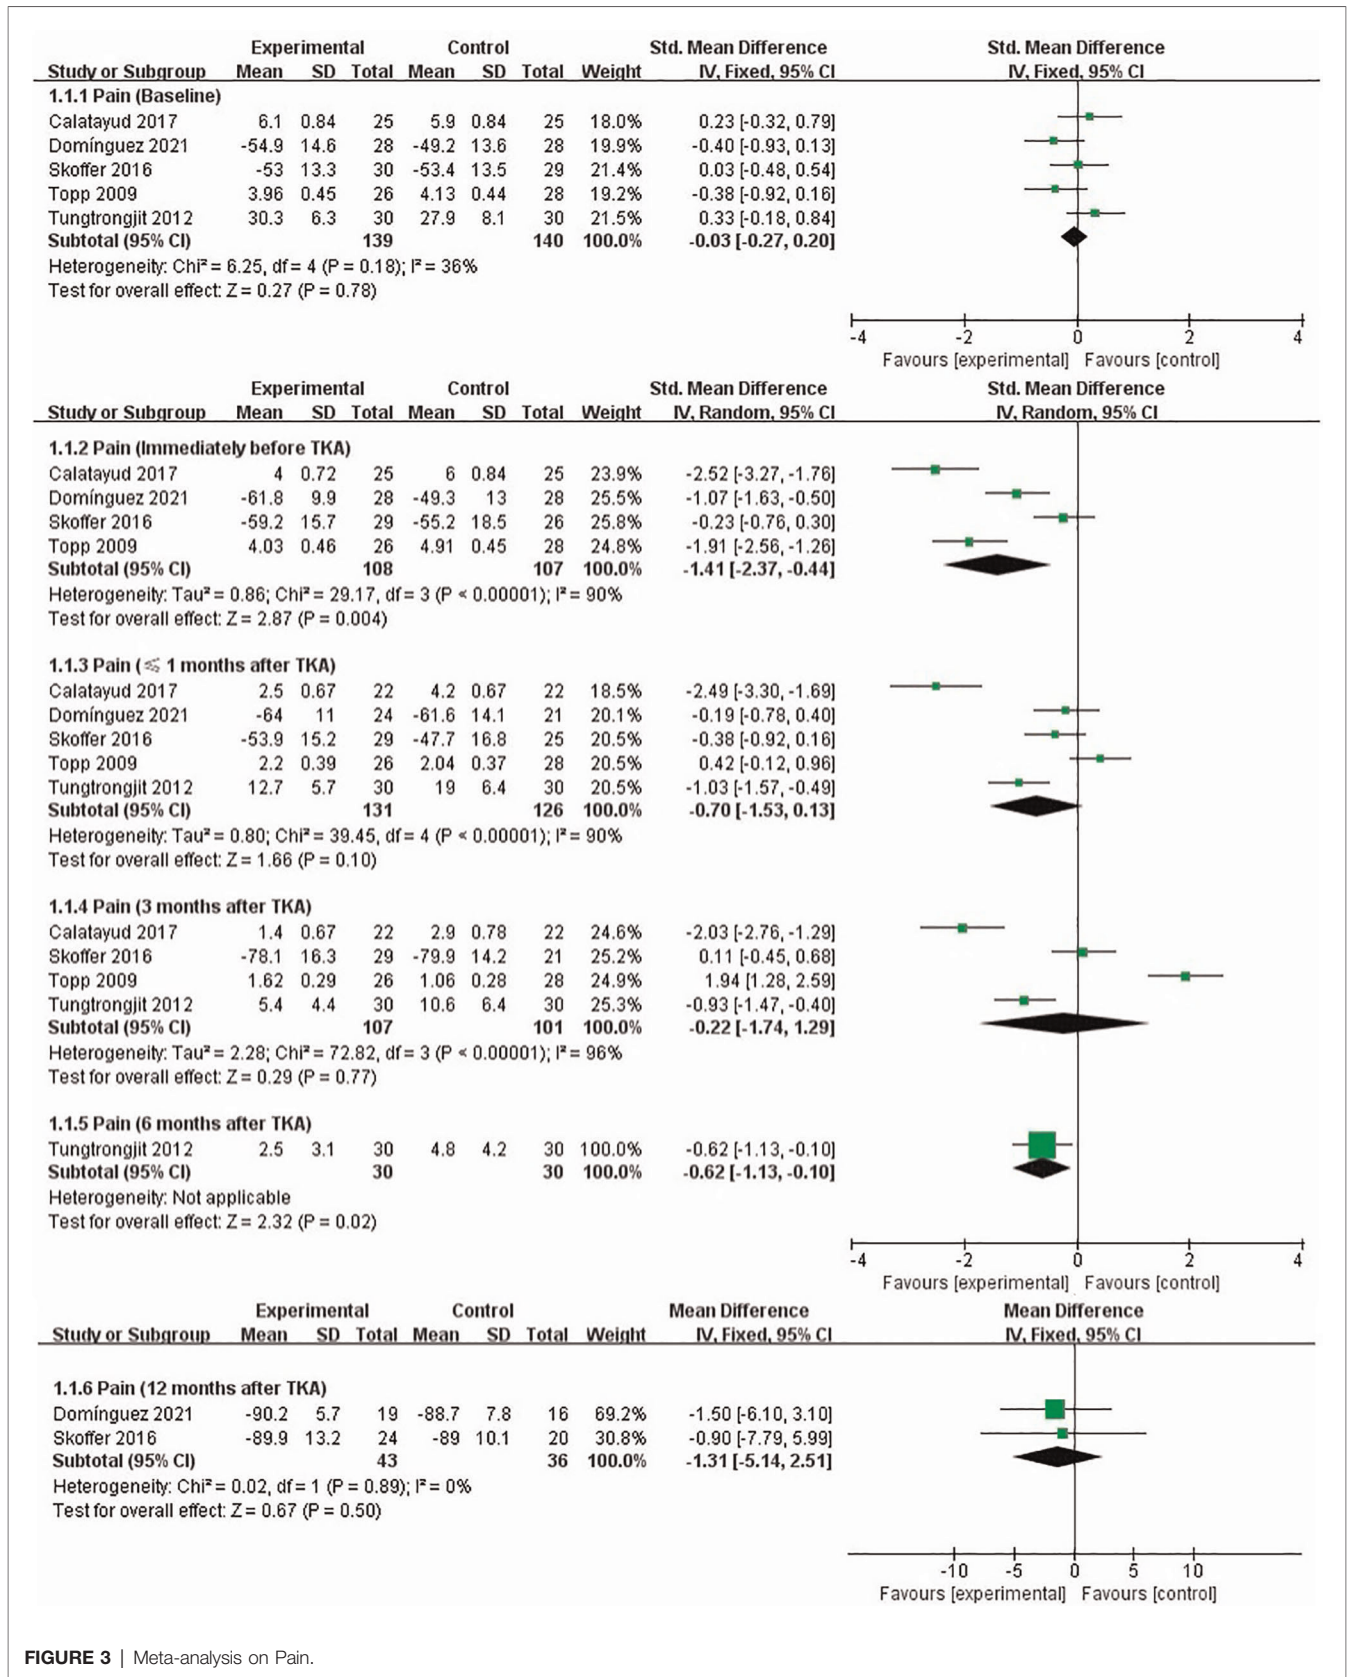 Experimental Control Std. Mean Difference Std. Mean Difference
Study or Subgroup Mean SD Total Mean SD Total Weight IV, Fixed, 95% CI IV, Fixed, 95% CI
1.1.1 Pain (Baseline)
Calatayud 2017 6.1 0.84 25 5.9 0.84 25 18.0% 0.23 [-0.32, 0.79]
Domínguez 2021 -54.9 14.6 28 -49.2 13.6 28 19.9% -0.40 [-0.93, 0.13]
Skoffer 2016 -53 13.3 30 -53.4 13.5 29 21.4% 0.03 [-0.48, 0.54]
Topp 2009 3.96 0.45 26 4.13 0.44 28 19.2% -0.38 [-0.92, 0.16]
Tungtrongjit 2012 30.3 6.3 30 27.9 8.1 30 21.5% 0.33 [-0.18, 0.84]
Subtotal (95% CI) 139 140 100.0% -0.03 [-0.27, 0.20]
Heterogeneity: Chi² = 6.25, df = 4 (P = 0.18); I² = 36%
Test for overall effect: Z = 0.27 (P = 0.78)
-4 -2 0 2 4
Favours [experimental] Favours [control]
Experimental Control Std. Mean Difference Std. Mean Difference
Study or Subgroup Mean SD Total Mean SD Total Weight IV, Random, 95% CI IV, Random, 95% CI
1.1.2 Pain (Immediately before TKA)
Calatayud 2017 4 0.72 25 6 0.84 25 23.9% -2.52 [-3.27, -1.76]
Domínguez 2021 -61.8 9.9 28 -49.3 13 28 25.5% -1.07 [-1.63, -0.50]
Skoffer 2016 -59.2 15.7 29 -55.2 18.5 26 25.8% -0.23 [-0.76, 0.30]
Topp 2009 4.03 0.46 26 4.91 0.45 28 24.8% -1.91 [-2.56, -1.26]
Subtotal (95% CI) 108 107 100.0% -1.41 [-2.37, -0.44]
Heterogeneity: Tau² = 0.86; Chi² = 29.17, df = 3 (P < 0.00001); I² = 90%
Test for overall effect: Z = 2.87 (P = 0.004)
1.1.3 Pain (≤ 1 months after TKA)
Calatayud 2017 2.5 0.67 22 4.2 0.67 22 18.5% -2.49 [-3.30, -1.69]
Domínguez 2021 -64 11 24 -61.6 14.1 21 20.1% -0.19 [-0.78, 0.40]
Skoffer 2016 -53.9 15.2 29 -47.7 16.8 25 20.5% -0.38 [-0.92, 0.16]
Topp 2009 2.2 0.39 26 2.04 0.37 28 20.5% 0.42 [-0.12, 0.96]
Tungtrongjit 2012 12.7 5.7 30 19 6.4 30 20.5% -1.03 [-1.57, -0.49]
Subtotal (95% CI) 131 126 100.0% -0.70 [-1.53, 0.13]
Heterogeneity: Tau² = 0.80; Chi² = 39.45, df = 4 (P < 0.00001); I² = 90%
Test for overall effect: Z = 1.66 (P = 0.10)
1.1.4 Pain (3 months after TKA)
Calatayud 2017 1.4 0.67 22 2.9 0.78 22 24.6% -2.03 [-2.76, -1.29]
Skoffer 2016 -78.1 16.3 29 -79.9 14.2 21 25.2% 0.11 [-0.45, 0.68]
Topp 2009 1.62 0.29 26 1.06 0.28 28 24.9% 1.94 [1.28, 2.59]
Tungtrongjit 2012 5.4 4.4 30 10.6 6.4 30 25.3% -0.93 [-1.47, -0.40]
Subtotal (95% CI) 107 101 100.0% -0.22 [-1.74, 1.29]
Heterogeneity: Tau² = 2.28; Chi² = 72.82, df = 3 (P < 0.00001); I² = 96%
Test for overall effect: Z = 0.29 (P = 0.77)
1.1.5 Pain (6 months after TKA)
Tungtrongjit 2012 2.5 3.1 30 4.8 4.2 30 100.0% -0.62 [-1.13, -0.10]
Subtotal (95% CI) 30 30 100.0% -0.62 [-1.13, -0.10]
Heterogeneity: Not applicable
Test for overall effect: Z = 2.32 (P = 0.02)
-4 -2 0 2 4
Favours [experimental] Favours [control]
Experimental Control Mean Difference Mean Difference
Study or Subgroup Mean SD Total Mean SD Total Weight IV, Fixed, 95% CI IV, Fixed, 95% CI
1.1.6 Pain (12 months after TKA)
Domínguez 2021 -90.2 5.7 19 -88.7 7.8 16 69.2% -1.50 [-6.10, 3.10]
Skoffer 2016 -89.9 13.2 24 -89 10.1 20 30.8% -0.90 [-7.79, 5.99]
Subtotal (95% CI) 43 36 100.0% -1.31 [-5.14, 2.51]
Heterogeneity: Chi² = 0.02, df = 1 (P = 0.89); I² = 0%
Test for overall effect: Z = 0.67 (P = 0.50)
-10 -5 0 5 10
Favours [experimental] Favours [control]
FIGURE 3 | Meta-analysis on Pain.